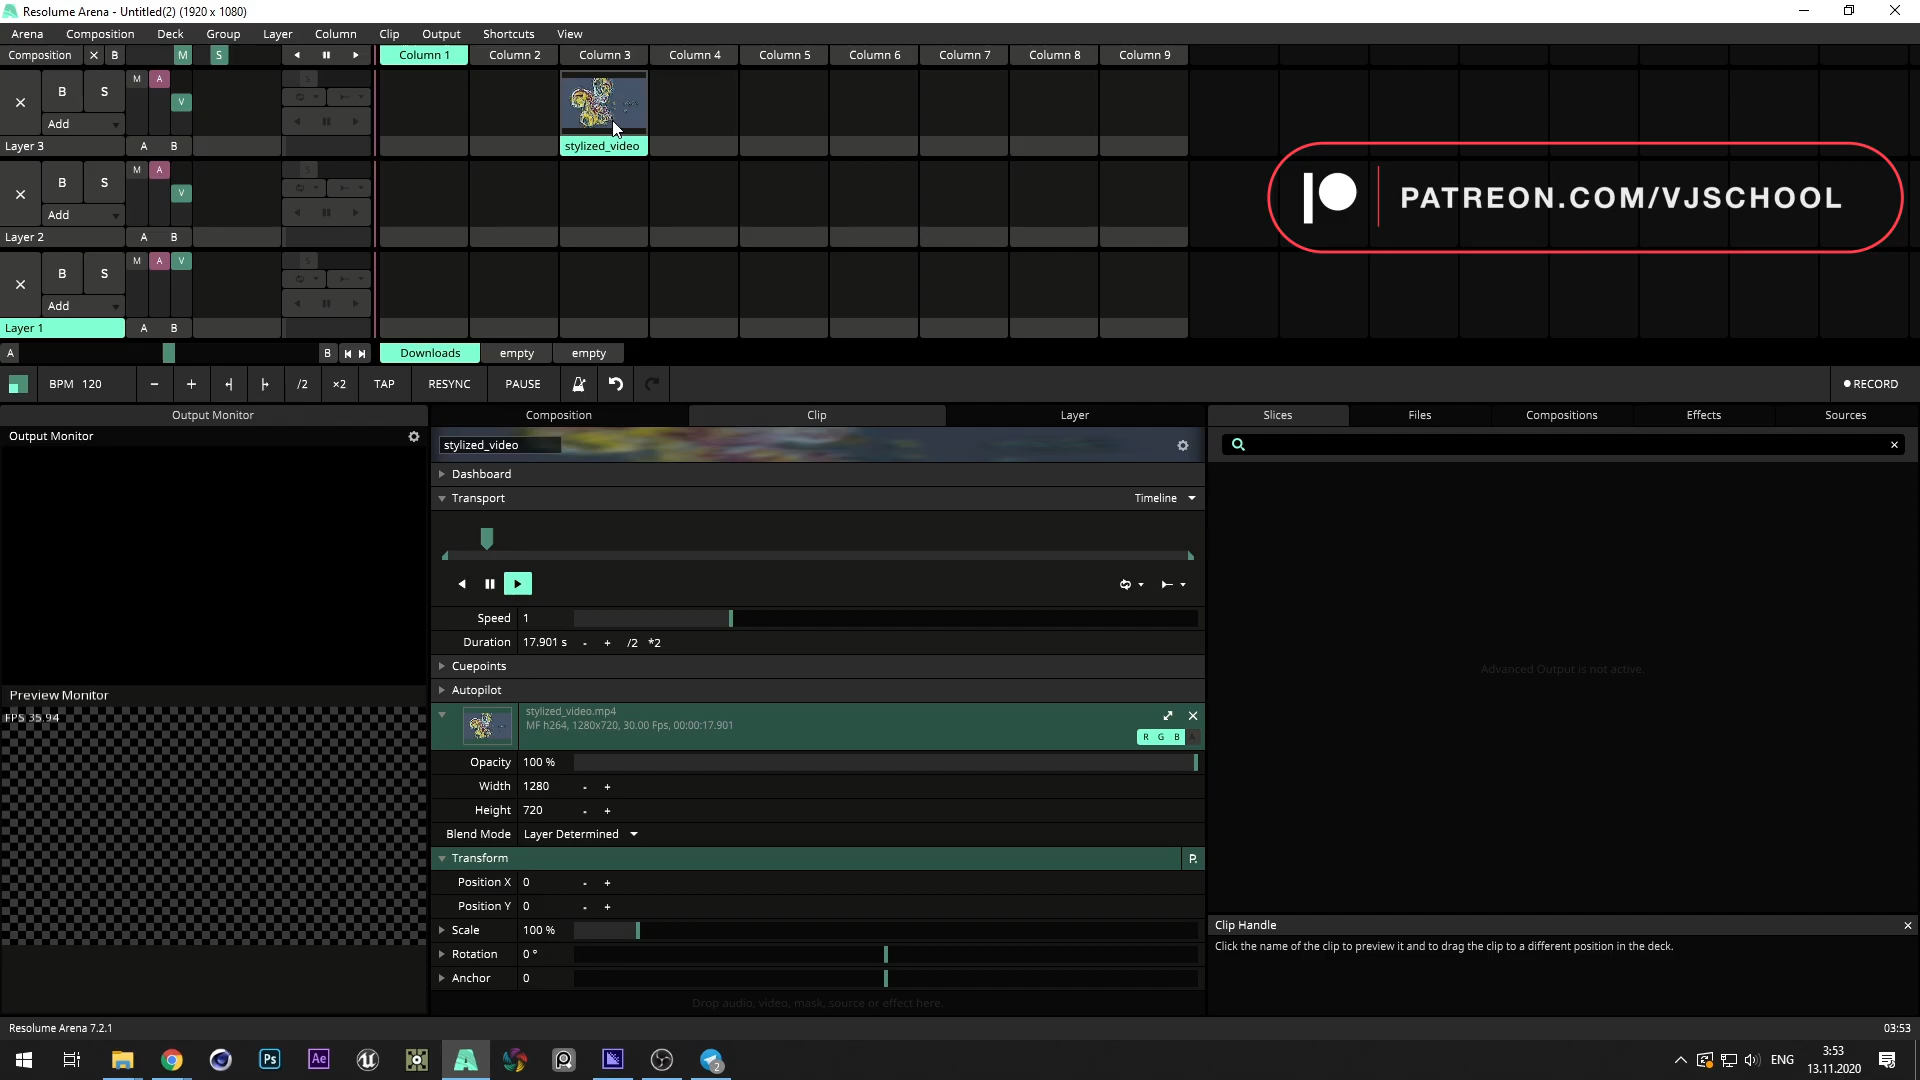 Resolume Arena - Untitled(2) (1920 x 1080)
Arena Composition Deck Group Layer Column Clip Output Shortcuts View
Composition B M S Column 1 Column 2 Column 3 Column 4 Column 5 Column 6 Column 7 Column 8 Column 9
B S M A V S
Add
Layer 3 A B stylized_video
PATREON.COM/VJSCHOOL
B S M A V S
Add
Layer 2 A B
B S M A V S
Add
Layer 1 A B
A B Downloads empty empty
BPM 120 - + /2 ×2 TAP RESYNC PAUSE RECORD
Output Monitor Composition Clip Layer Slices Files Compositions Effects Sources
Output Monitor
stylized_video
Dashboard
Transport Timeline
Speed 1
Duration 17.901 s - + /2 *2
Cuepoints
Autopilot
Advanced Output is not active.
Preview Monitor
FPS 35.94
stylized_video.mp4
MF h264, 1280x720, 30.00 Fps, 00:00:17.901
R G B A
Opacity 100 %
Width 1280 - +
Height 720 - +
Blend Mode Layer Determined
Transform P.
Position X 0 - +
Position Y 0 - +
Scale 100 %
Rotation 0 °
Anchor 0
Drop audio, video, mask, source or effect here.
Clip Handle
Click the name of the clip to preview it and to drag the clip to a different position in the deck.
Resolume Arena 7.2.1 03:53
Ps Ae 2 ENG 3:53
13.11.2020